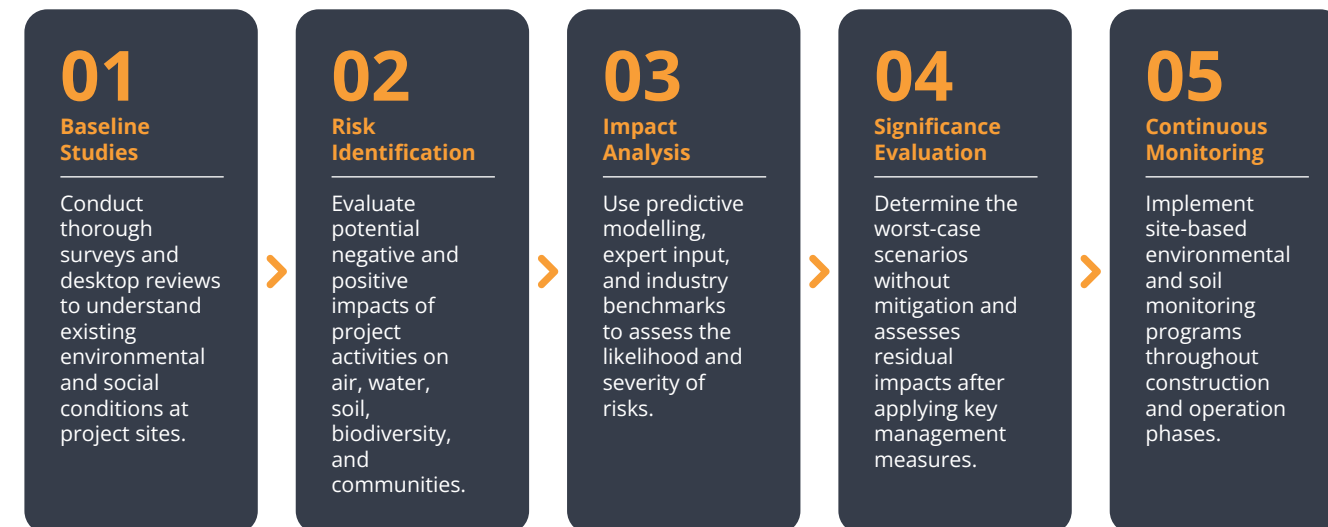 01
Baseline
Studies
Conduct
thorough
surveys and
desktop reviews
to understand
existing
environmental
and social
conditions at
project sites.
02
Risk
Identification
Evaluate
potential
negative and
positive
impacts of
project
activities on
air, water,
soil,
biodiversity,
and
communities.
03
Impact
Analysis
Use predictive
modelling,
expert input,
and industry
benchmarks
to assess the
likelihood and
severity of
risks.
04
Significance
Evaluation
Determine the
worst-case
scenarios
without
mitigation and
assesses
residual
impacts after
applying key
management
measures.
05
Continuous
Monitoring
Implement
site-based
environmental
and soil
monitoring
programs
throughout
construction
and operation
phases.